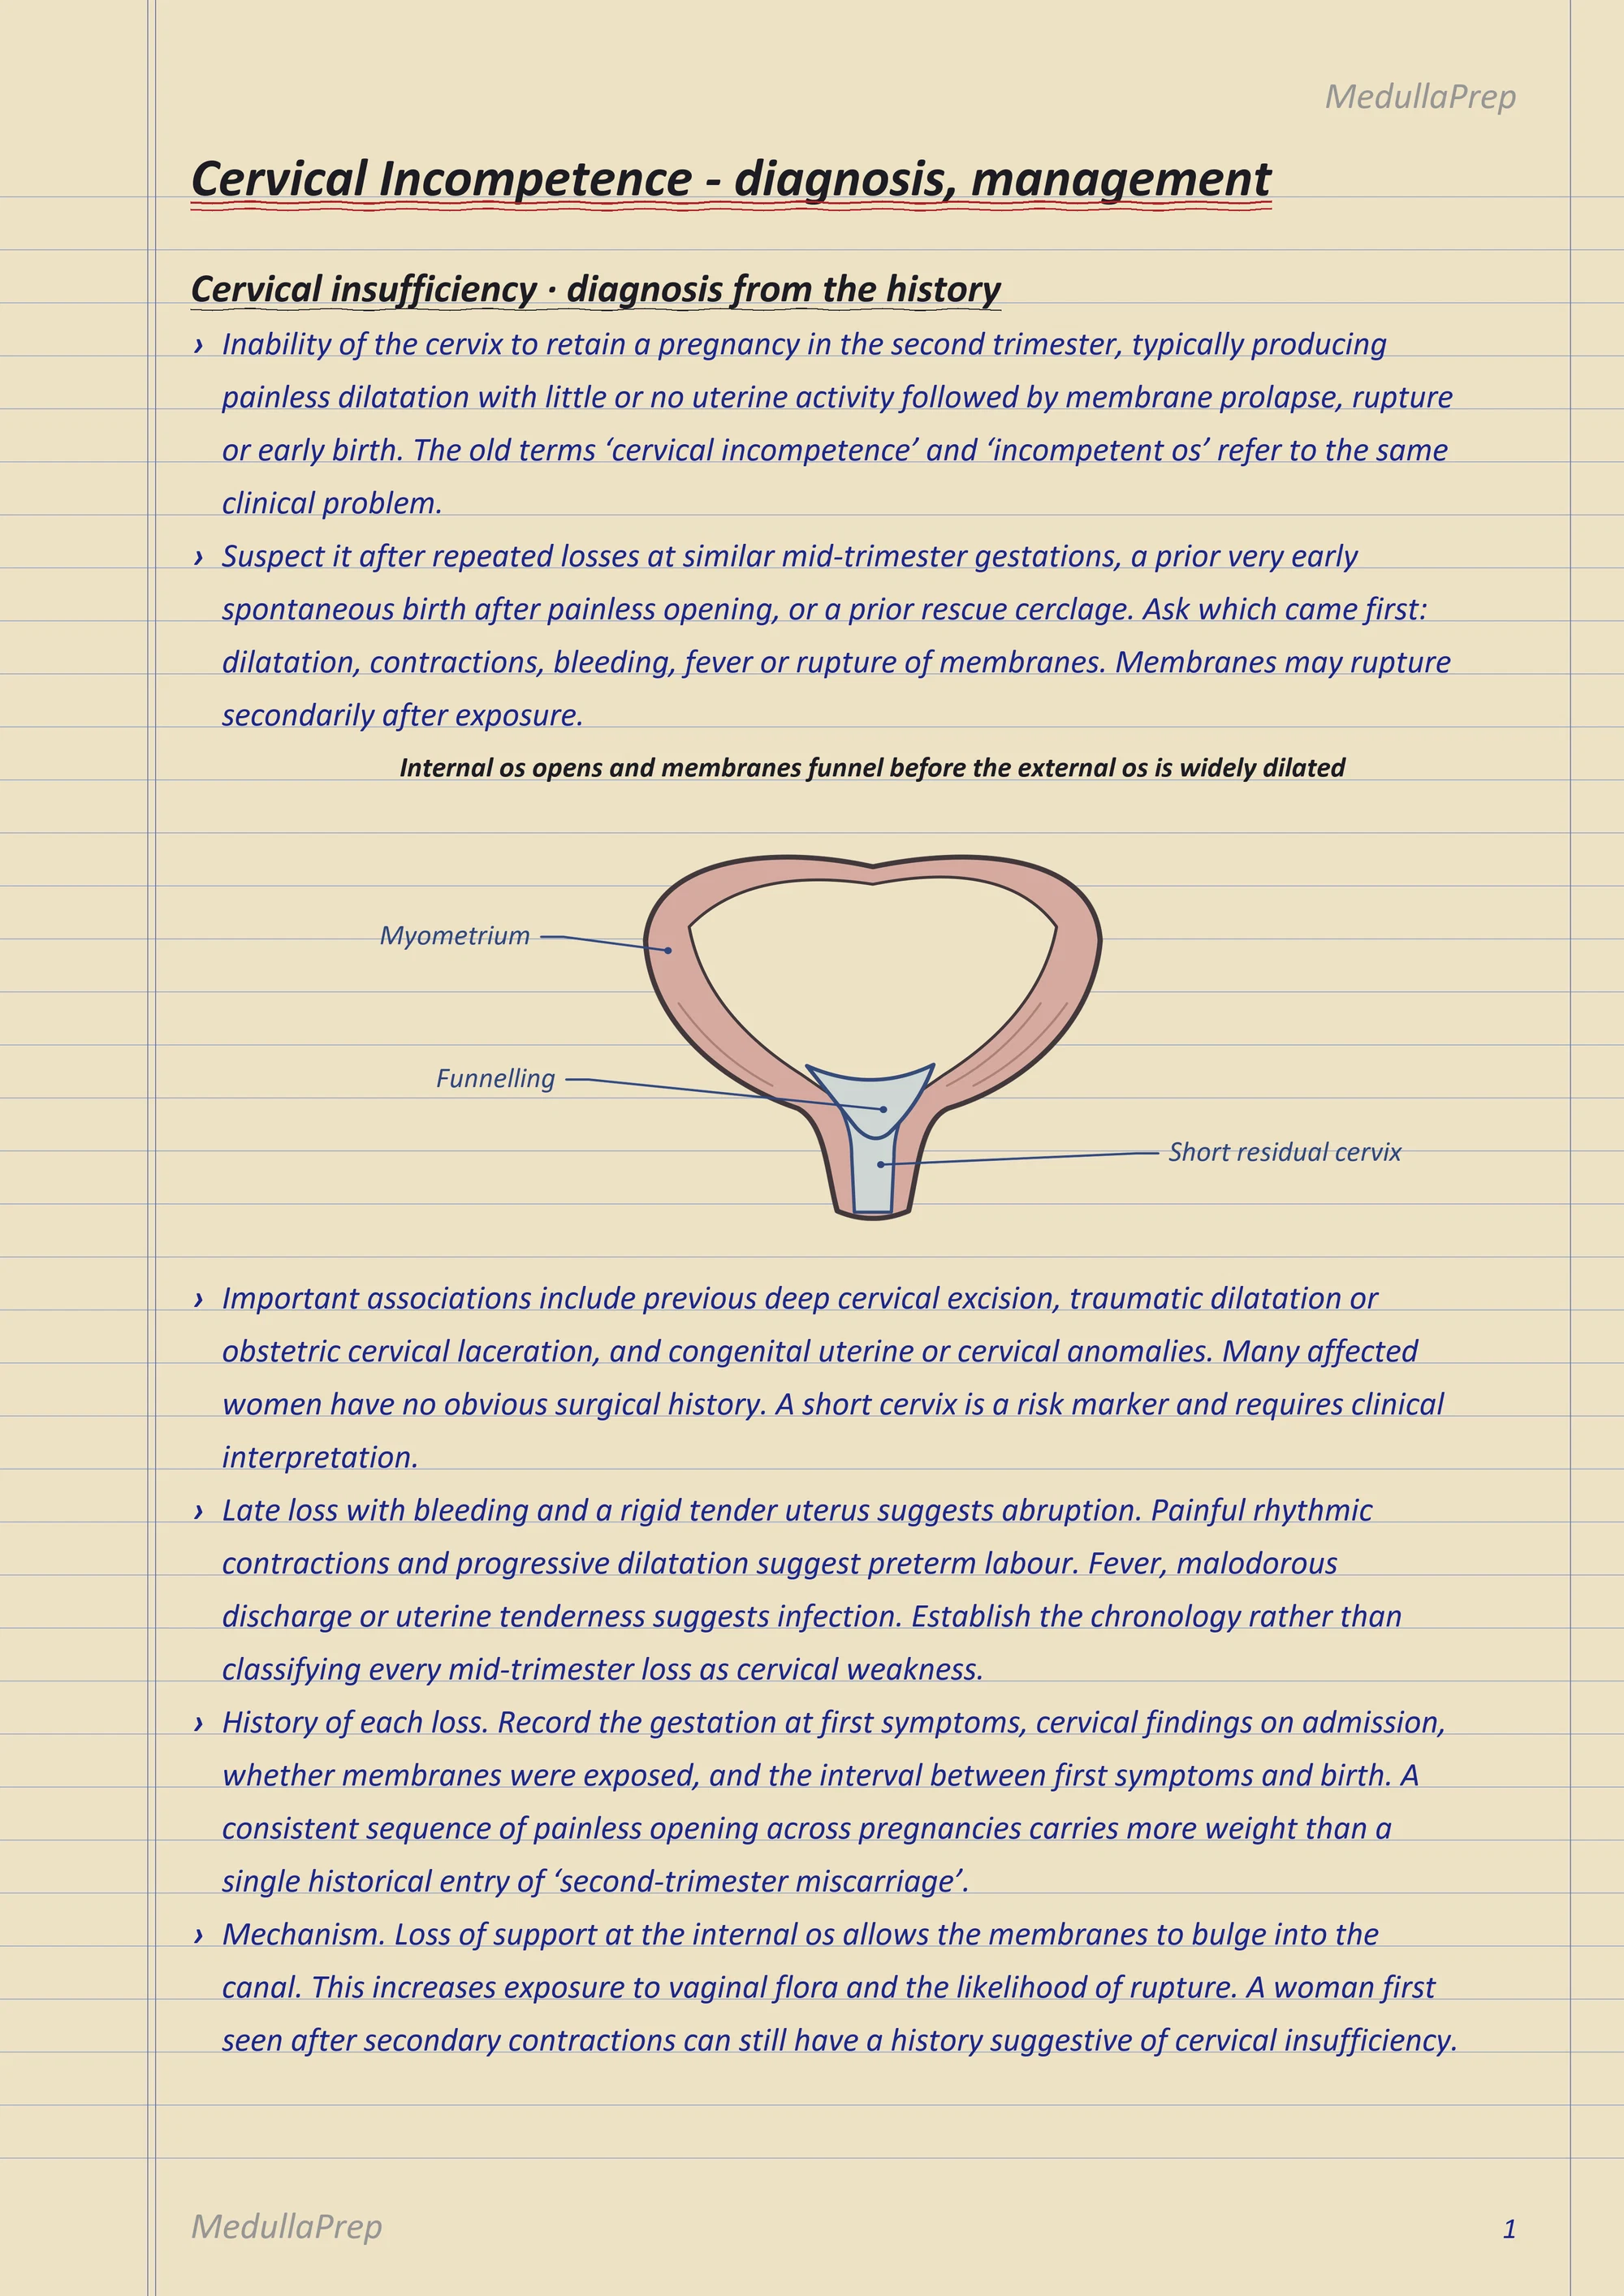 MedullaPrep
Cervical Incompetence - diagnosis, management
Cervical insufficiency · diagnosis from the history
› Inability of the cervix to retain a pregnancy in the second trimester, typically producing
painless dilatation with little or no uterine activity followed by membrane prolapse, rupture
or early birth. The old terms ‘cervical incompetence’ and ‘incompetent os’ refer to the same
clinical problem.
› Suspect it after repeated losses at similar mid-trimester gestations, a prior very early
spontaneous birth after painless opening, or a prior rescue cerclage. Ask which came first:
dilatation, contractions, bleeding, fever or rupture of membranes. Membranes may rupture
secondarily after exposure.
Internal os opens and membranes funnel before the external os is widely dilated
Myometrium
Funnelling
Short residual cervix
› Important associations include previous deep cervical excision, traumatic dilatation or
obstetric cervical laceration, and congenital uterine or cervical anomalies. Many affected
women have no obvious surgical history. A short cervix is a risk marker and requires clinical
interpretation.
› Late loss with bleeding and a rigid tender uterus suggests abruption. Painful rhythmic
contractions and progressive dilatation suggest preterm labour. Fever, malodorous
discharge or uterine tenderness suggests infection. Establish the chronology rather than
classifying every mid-trimester loss as cervical weakness.
› History of each loss. Record the gestation at first symptoms, cervical findings on admission,
whether membranes were exposed, and the interval between first symptoms and birth. A
consistent sequence of painless opening across pregnancies carries more weight than a
single historical entry of ‘second-trimester miscarriage’.
› Mechanism. Loss of support at the internal os allows the membranes to bulge into the
canal. This increases exposure to vaginal flora and the likelihood of rupture. A woman first
seen after secondary contractions can still have a history suggestive of cervical insufficiency.
MedullaPrep
1